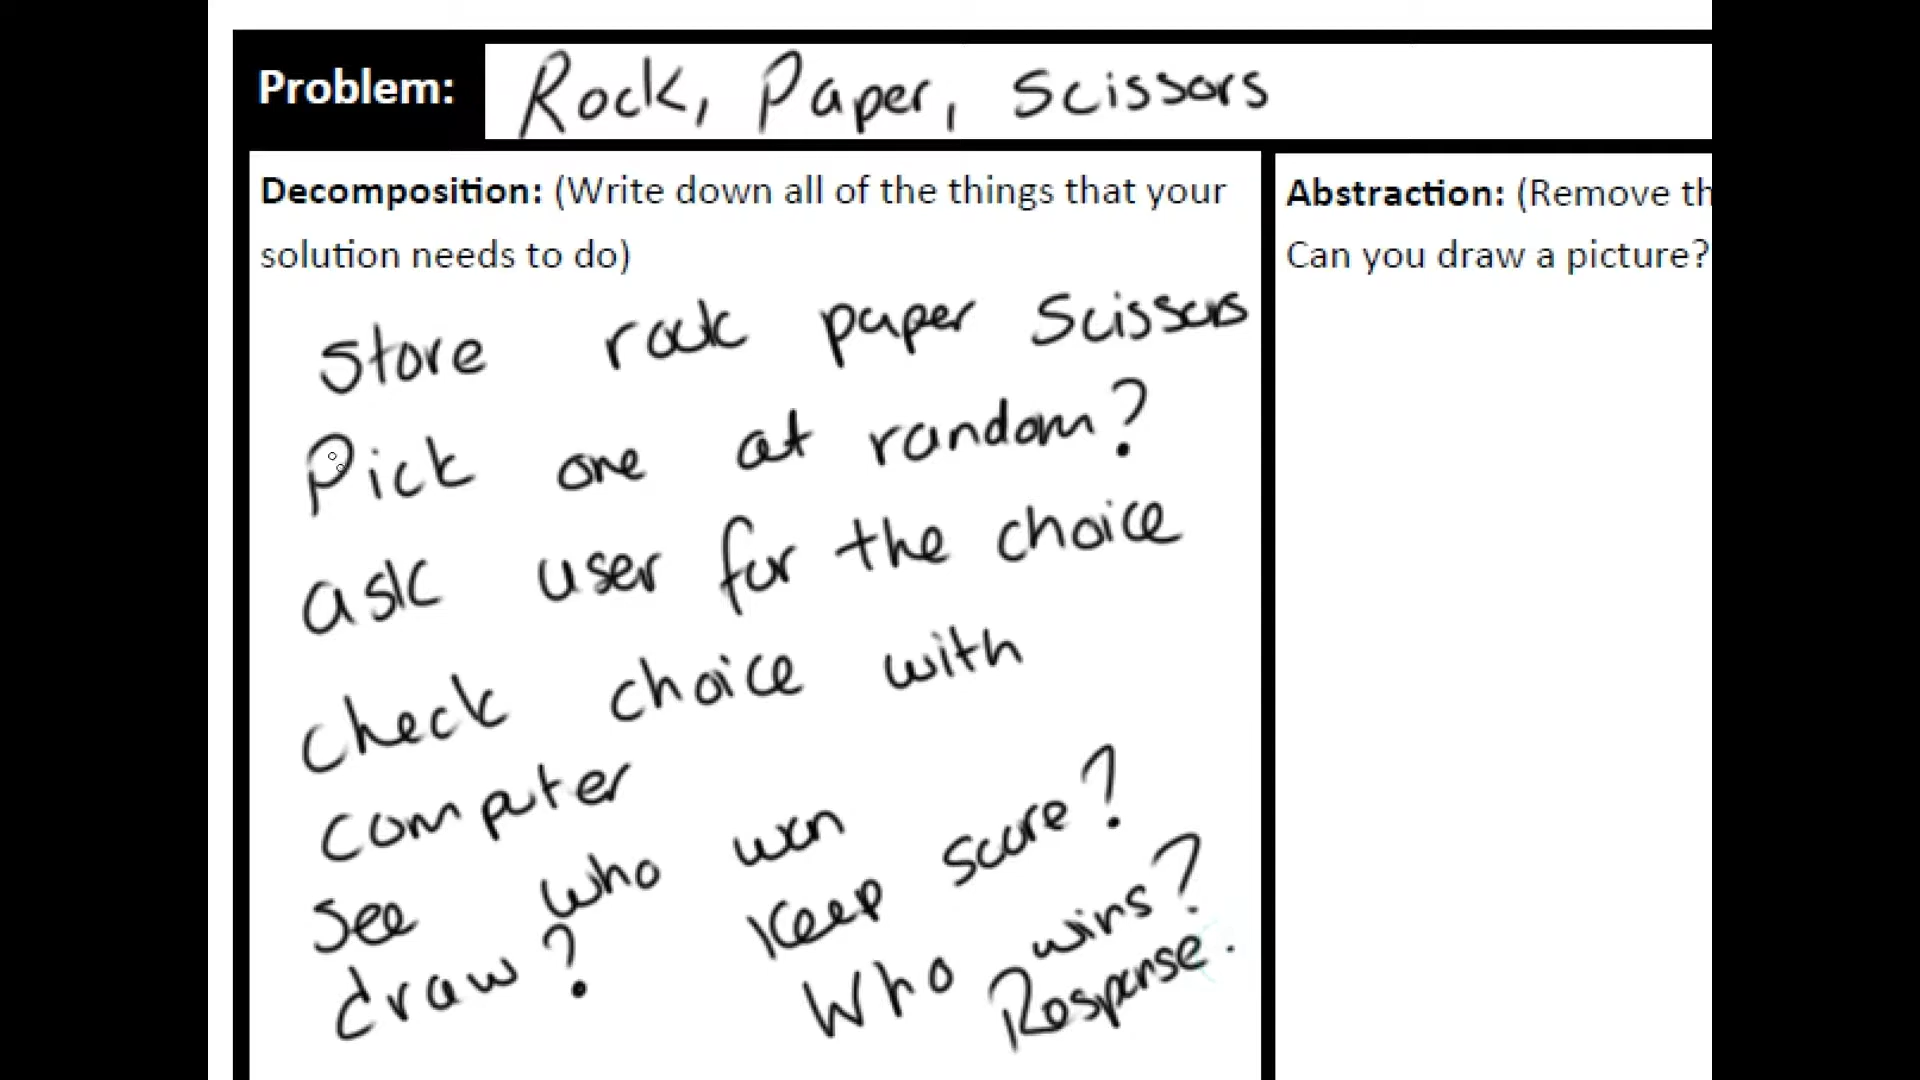 Problem: Rock, Paper, Scissors
Decomposition: (Write down all of the things that your
solution needs to do)
Store rock paper Scissors
Pick one at random?
ask user for the choice
check choice with
computer
See who won
draw?
Keep score?
Who wins?
Response.
Abstraction: (Remove th
Can you draw a picture?